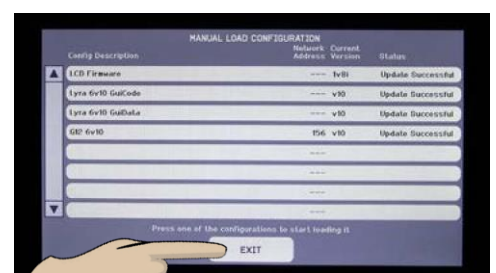 MANUAL LOAD CONFIGURATION
Config Description Network Address Current Version Status
LCD Firmware --- 1v8i Update Successful
Lyra 6v10 GuiCode --- v10 Update Successful
Lyra 6v10 GuiData --- v10 Update Successful
G12 6v10 156 v10 Update Successful
---
---
---
---
Press one of the configurations to start loading it
EXIT